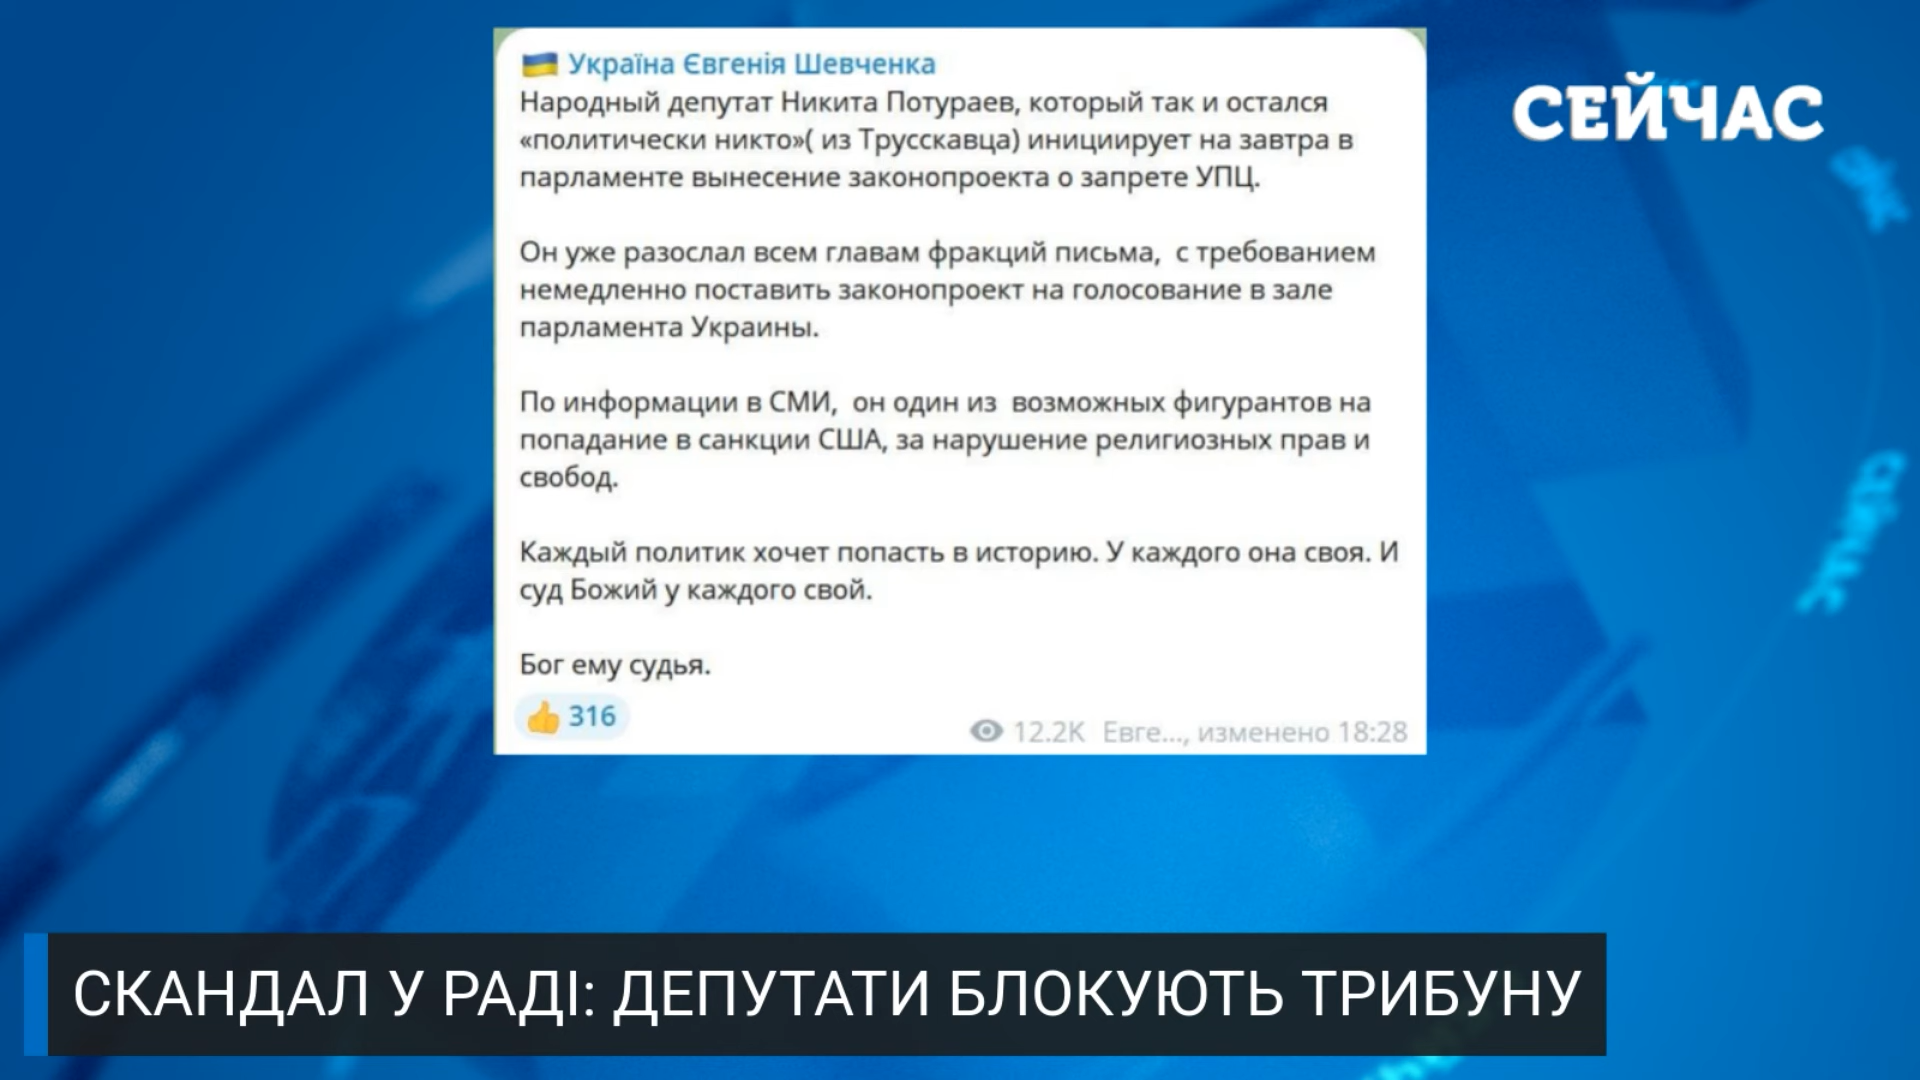 Україна Євгенія Шевченка
Народный депутат Никита Потураев, который так и остался
«политически никто»( из Трусскавца) инициирует на завтра в
парламенте вынесение законопроекта о запрете УПЦ.
Он уже разослал всем главам фракций письма,  с требованием
немедленно поставить законопроект на голосование в зале
парламента Украины.
По информации в СМИ,  он один из  возможных фигурантов на
попадание в санкции США, за нарушение религиозных прав и
свобод.
Каждый политик хочет попасть в историю. У каждого она своя. И
суд Божий у каждого свой.
Бог ему судья.
316
12.2K Евге..., изменено 18:28
СЕЙЧАС
СКАНДАЛ У РАДІ: ДЕПУТАТИ БЛОКУЮТЬ ТРИБУНУ